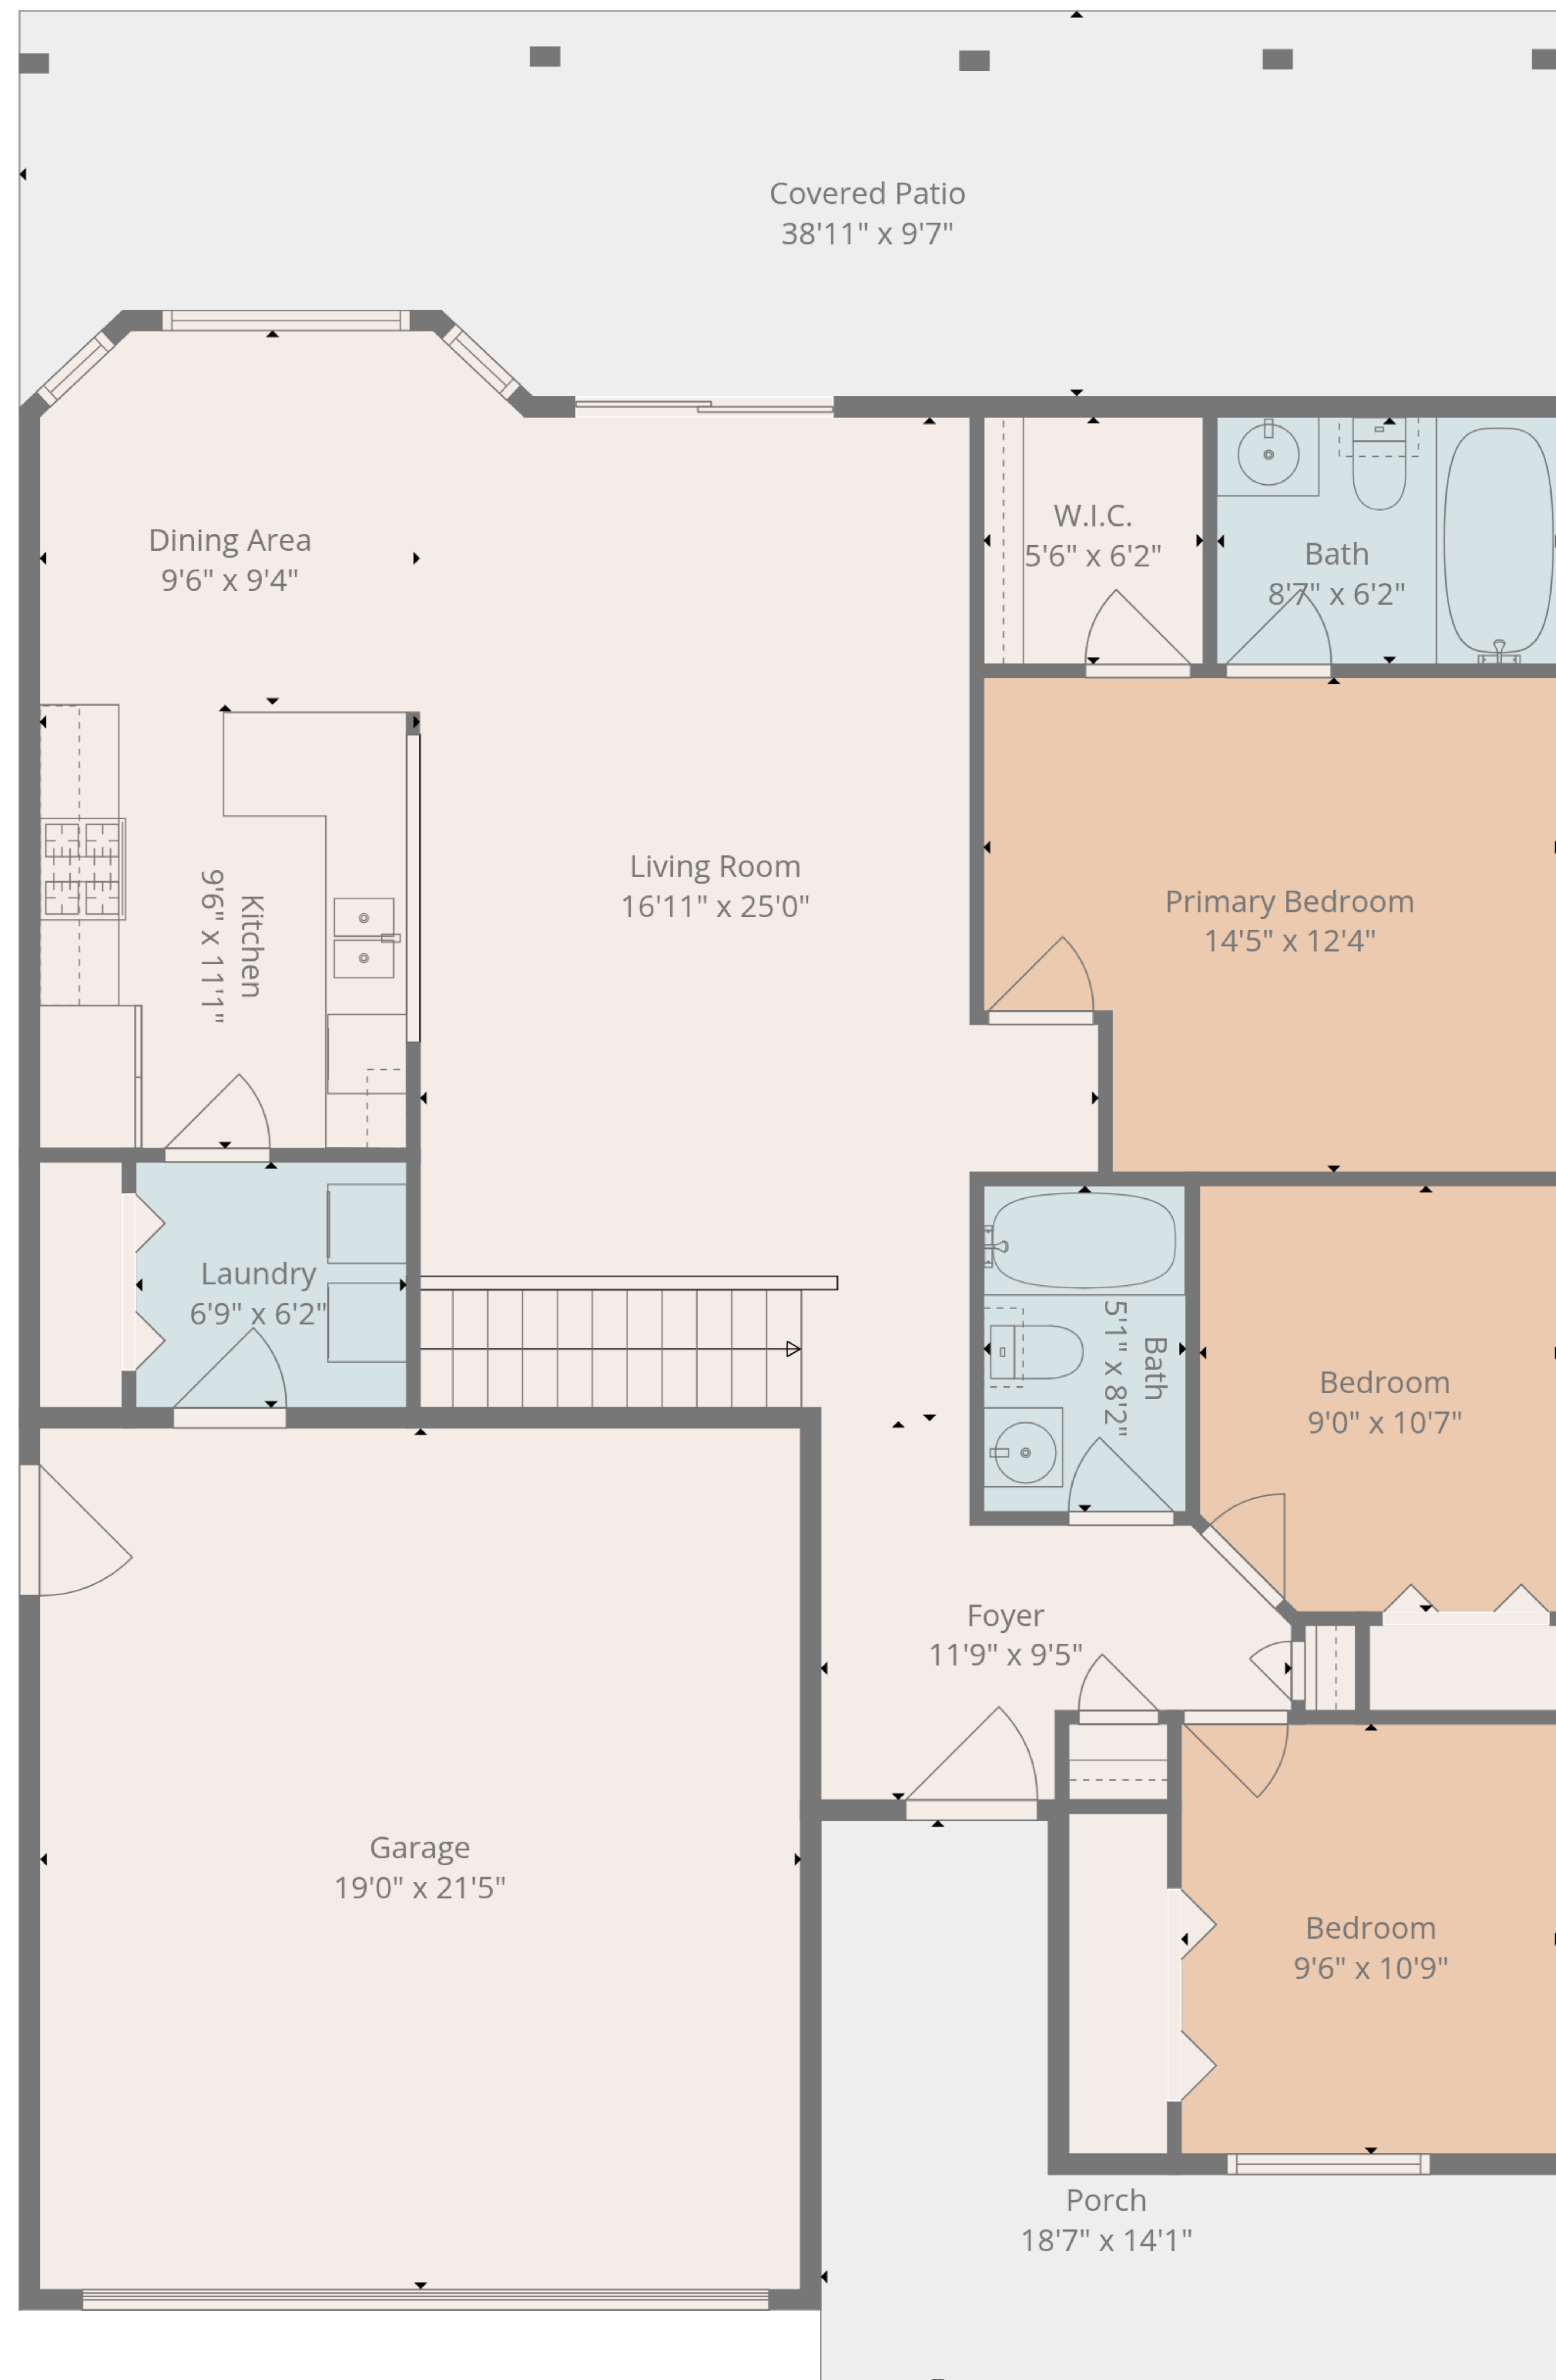 Covered Patio
38'11" x 9'7"
Dining Area
9'6" x 9'4"
W.I.C.
5'6" x 6'2"
Bath
8'7" x 6'2"
Living Room
16'11" x 25'0"
Primary Bedroom
14'5" x 12'4"
Kitchen
9'6" x 11'1"
Laundry
6'9" x 6'2"
Bath
5'1" x 8'2"
Bedroom
9'0" x 10'7"
Foyer
11'9" x 9'5"
Garage
19'0" x 21'5"
Bedroom
9'6" x 10'9"
Porch
18'7" x 14'1"